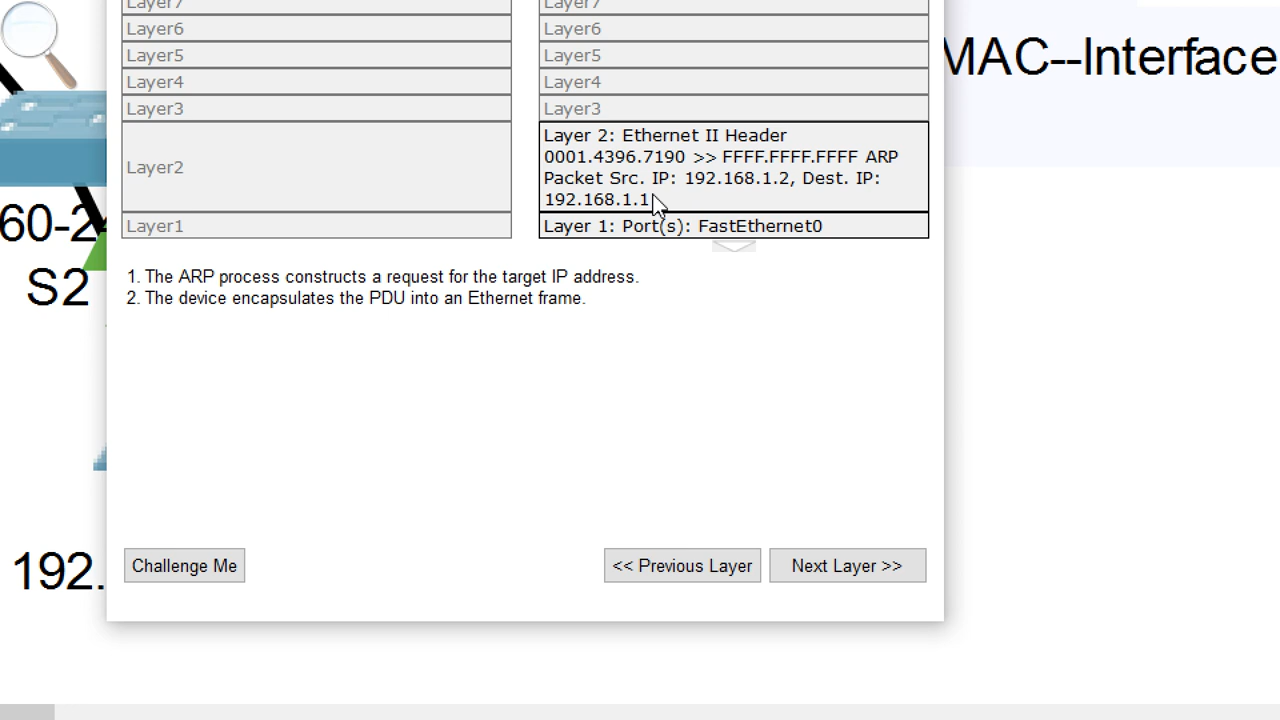 Layer7
Layer7
Layer6
Layer6
Layer5
Layer5
Layer4
Layer4
Layer3
Layer3
Layer2
Layer 2: Ethernet II Header
0001.4396.7190 >> FFFF.FFFF.FFFF ARP
Packet Src. IP: 192.168.1.2, Dest. IP:
192.168.1.1
Layer1
Layer 1: Port(s): FastEthernet0
1. The ARP process constructs a request for the target IP address.
2. The device encapsulates the PDU into an Ethernet frame.
Challenge Me
<< Previous Layer
Next Layer >>
MAC--Interface
60-2
S2
192.